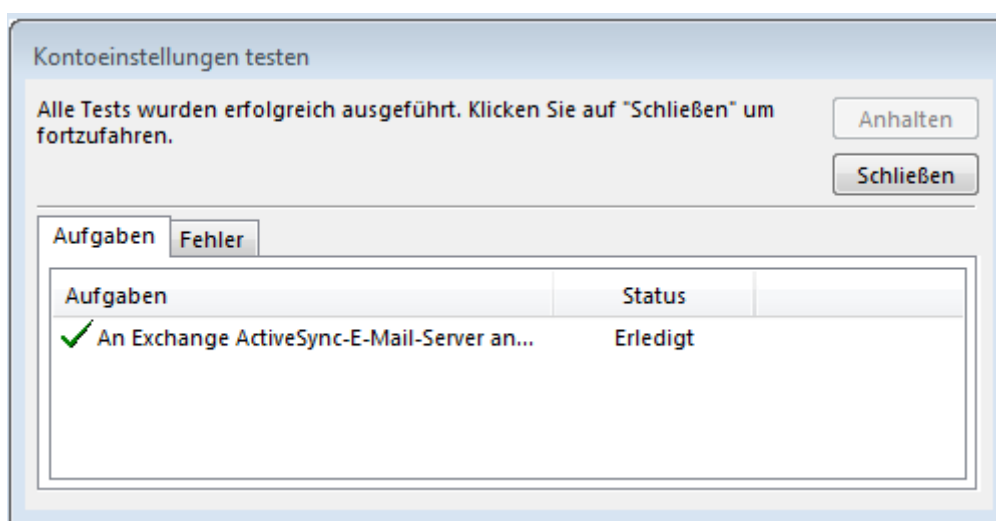 Kontoeinstellungen testen
Alle Tests wurden erfolgreich ausgeführt. Klicken Sie auf "Schließen" um
fortzufahren.
Anhalten
Schließen
Aufgaben Fehler
Aufgaben Status
An Exchange ActiveSync-E-Mail-Server an... Erledigt